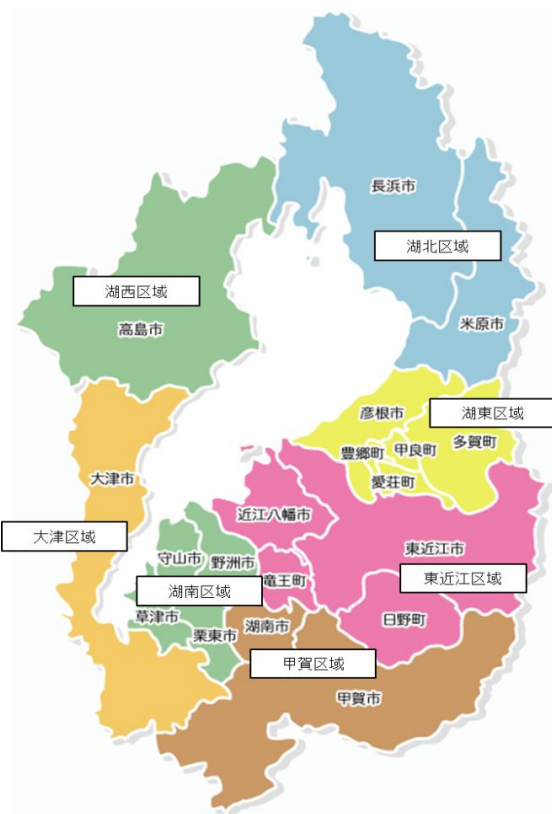 長浜市
湖北区域
湖西区域
高島市
米原市
彦根市
湖東区域
豊郷町
甲良町
多賀町
愛荘町
大津市
近江八幡市
大津区域
守山市
野洲市
東近江市
湖南区域
竜王町
東近江区域
草津市
栗東市
湖南市
日野町
甲賀区域
甲賀市